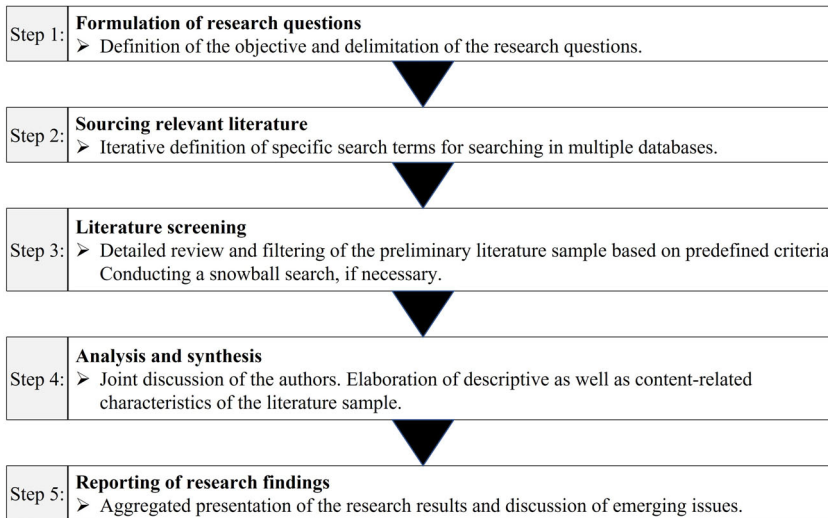 Step 1:
Formulation of research questions
➤ Definition of the objective and delimitation of the research questions.
Step 2:
Sourcing relevant literature
➤ Iterative definition of specific search terms for searching in multiple databases.
Step 3:
Literature screening
➤ Detailed review and filtering of the preliminary literature sample based on predefined criteria
Conducting a snowball search, if necessary.
Step 4:
Analysis and synthesis
➤ Joint discussion of the authors. Elaboration of descriptive as well as content-related
characteristics of the literature sample.
Step 5:
Reporting of research findings
➤ Aggregated presentation of the research results and discussion of emerging issues.